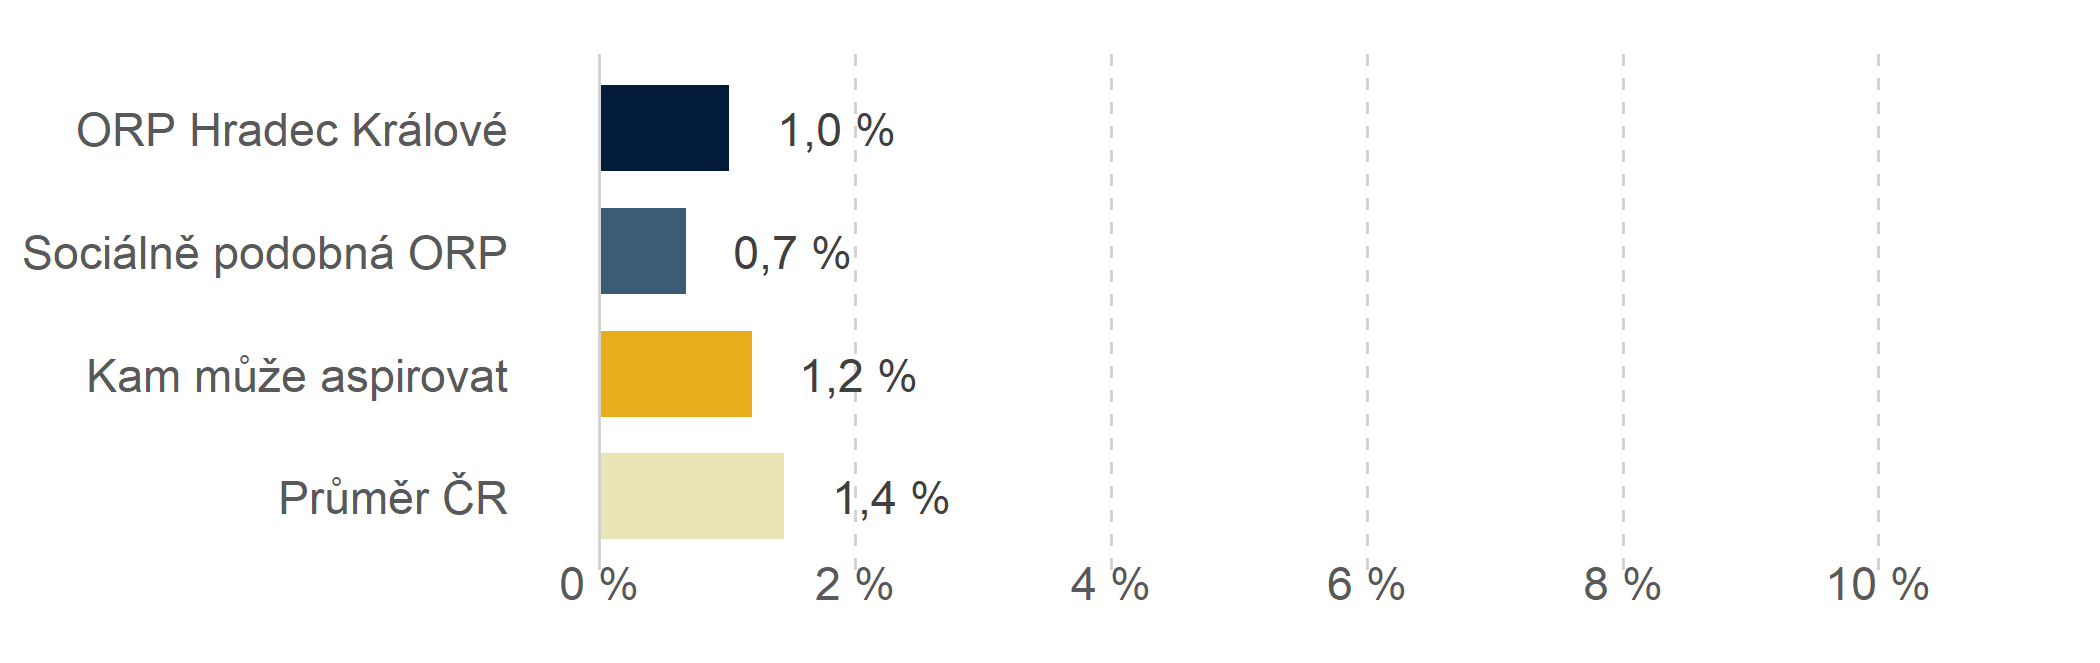 ORP Hradec Králové 1,0 %
Sociálně podobná ORP 0,7 %
Kam může aspirovat 1,2 %
Průměr ČR 1,4 %
0 % 2 % 4 % 6 % 8 % 10 %